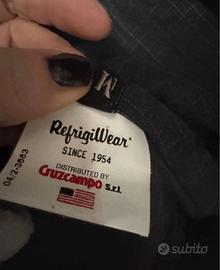 M
RefrigiWear®
SINCE 1954
DISTRIBUTED BY
Cruzcampo S.r.l.
04/2-3663
subito